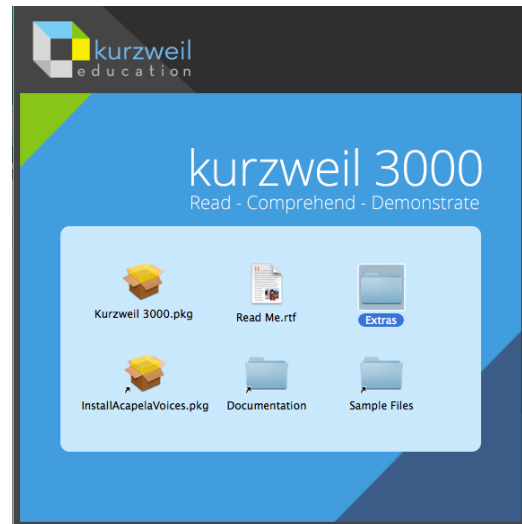 kurzweil
education
kurzweil 3000
Read - Comprehend - Demonstrate
Kurzweil 3000.pkg
Read Me.rtf
Extras
InstallAcapelaVoices.pkg
Documentation
Sample Files